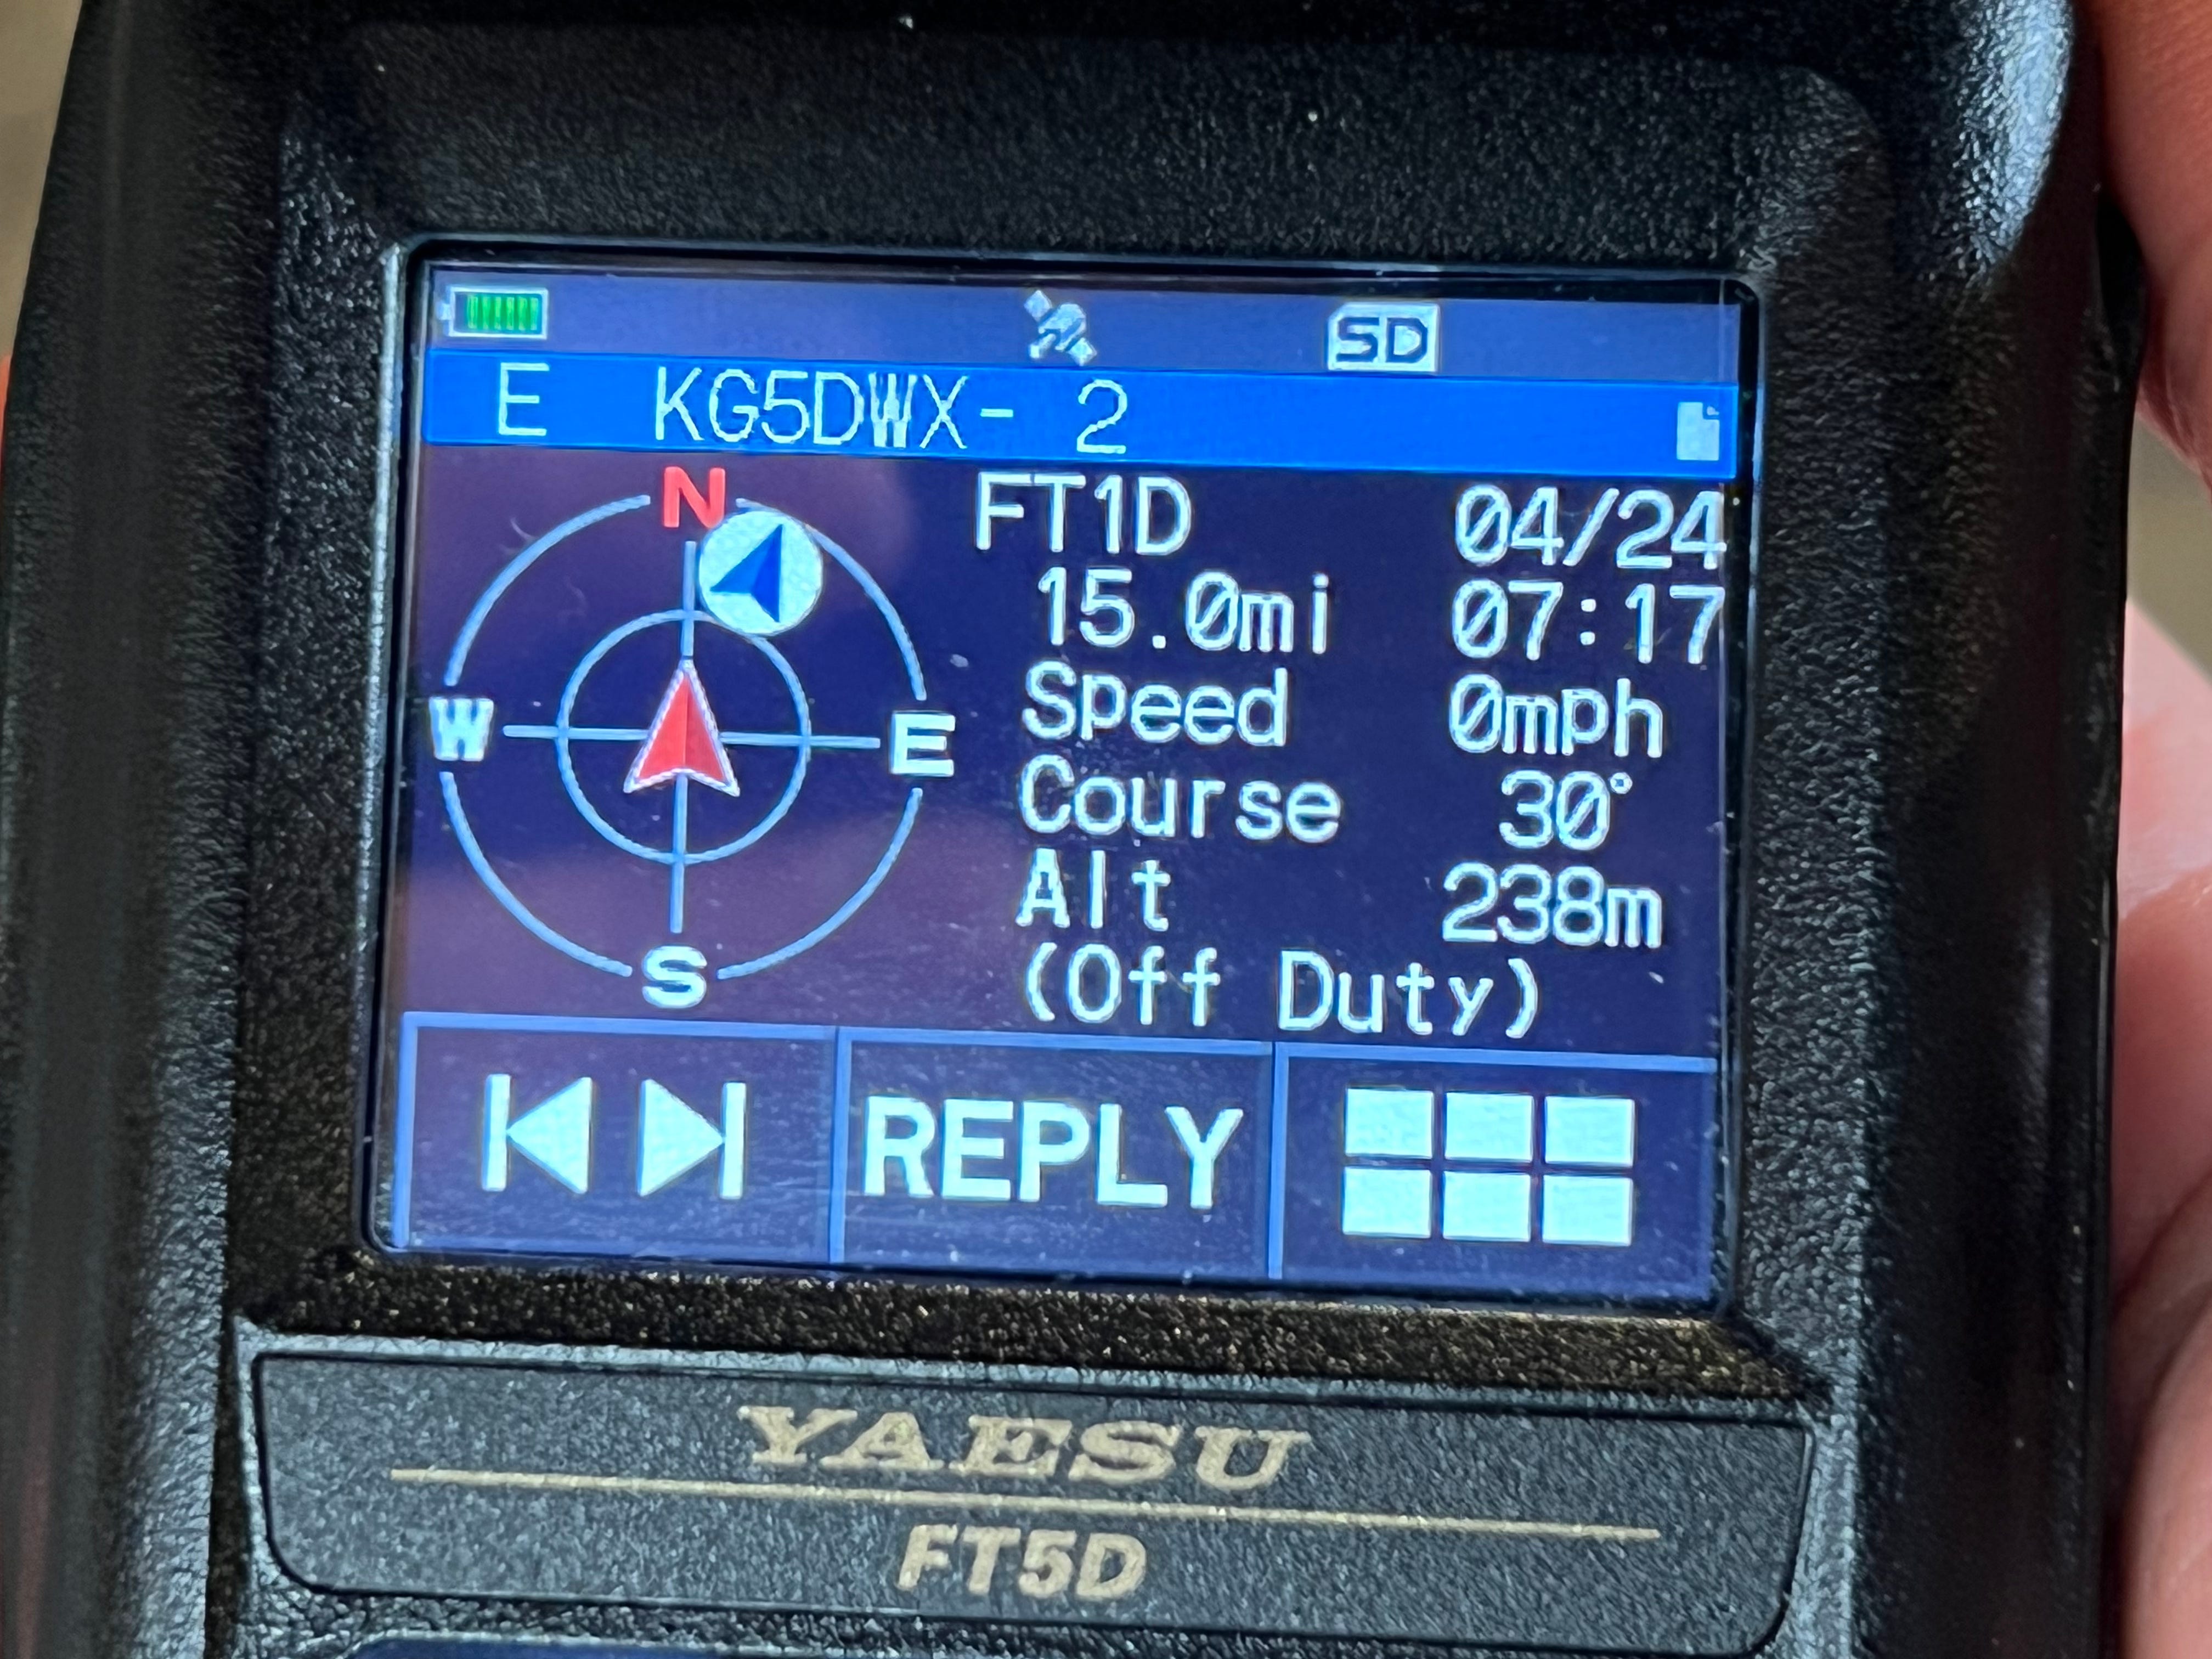 SD
E KG5DWX- 2
N
W
E
S
FT1D 04/24
15.0mi 07:17
Speed 0mph
Course 30°
Alt 238m
(Off Duty)
REPLY
YAESU
FT5D